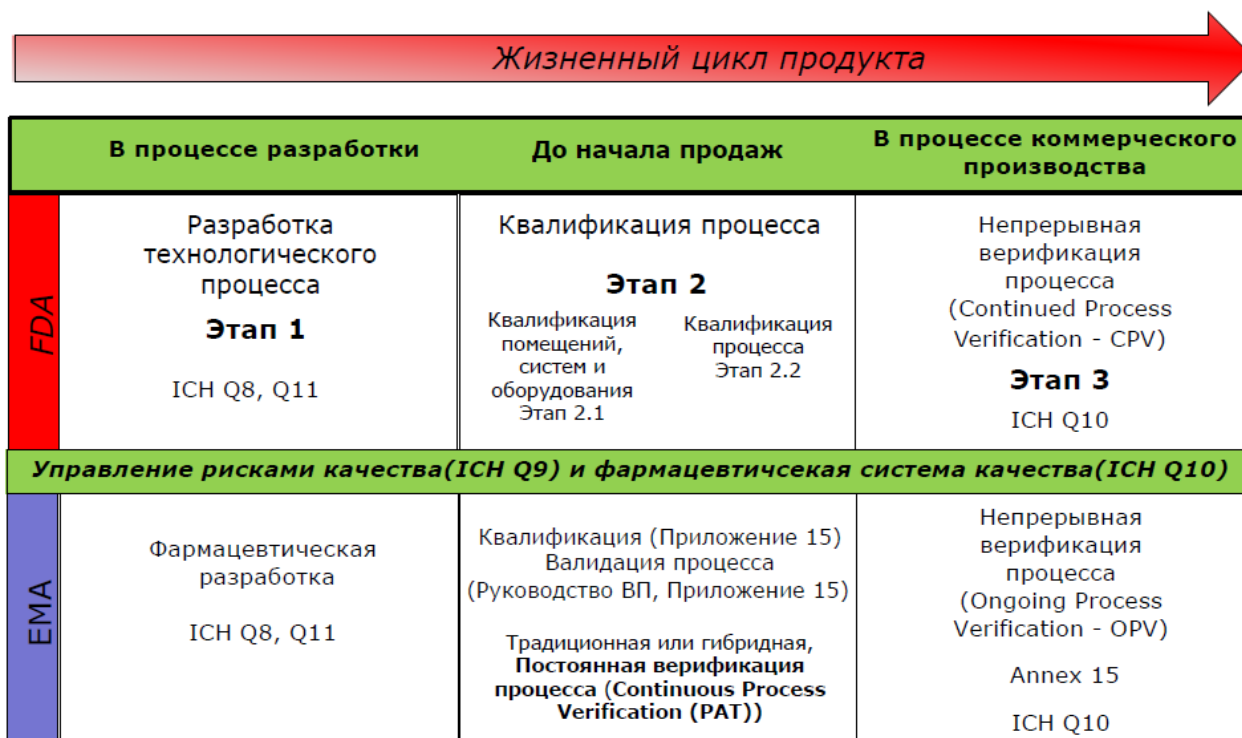 Жизненный цикл продукта
В процессе разработки
До начала продаж
В процессе коммерческого
производства
FDA
Разработка
технологического
процесса
Этап 1
ICH Q8, Q11
Квалификация процесса
Этап 2
Квалификация
помещений,
систем и
оборудования
Этап 2.1
Квалификация
процесса
Этап 2.2
Непрерывная
верификация
процесса
(Continued Process
Verification - CPV)
Этап 3
ICH Q10
Управление рисками качества(ICH Q9) и фармацевтичсекая система качества(ICH Q10)
EMA
Фармацевтическая
разработка
ICH Q8, Q11
Квалификация (Приложение 15)
Валидация процесса
(Руководство ВП, Приложение 15)
Традиционная или гибридная,
Постоянная верификация
процесса (Continuous Process
Verification (PAT))
Непрерывная
верификация
процесса
(Ongoing Process
Verification - OPV)
Annex 15
ICH Q10